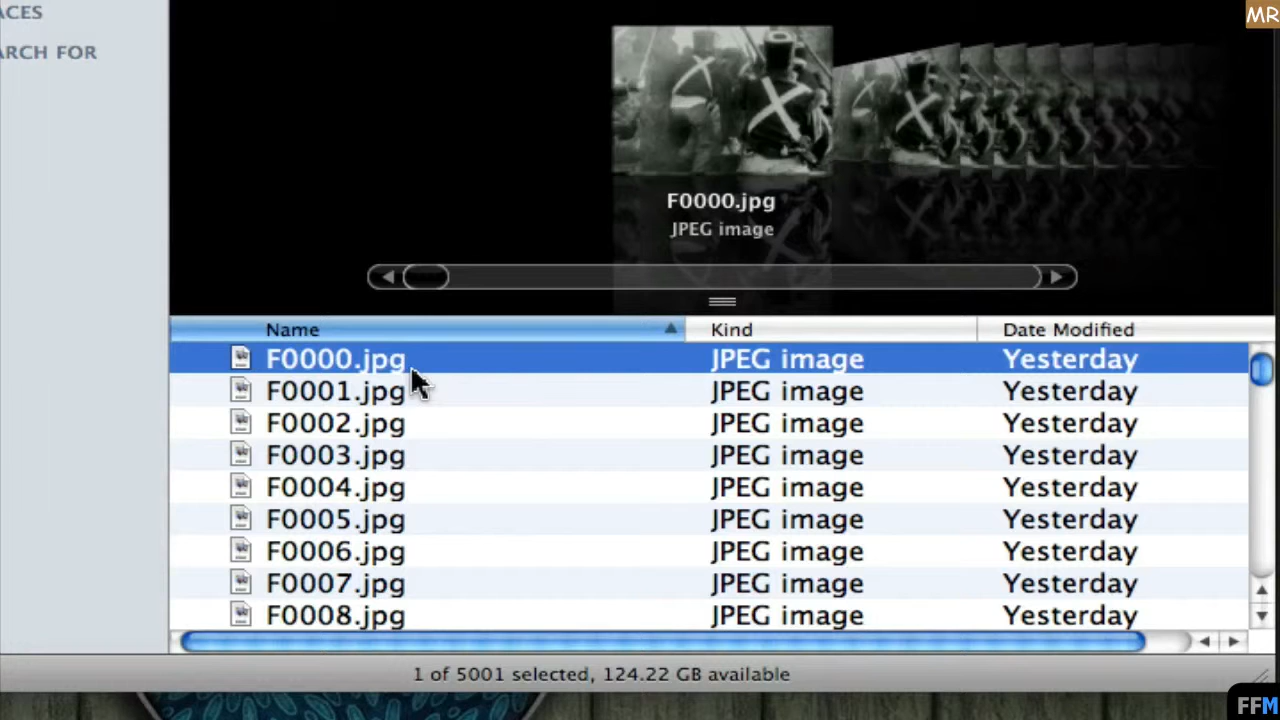 MR
ACES
ARCH FOR
F0000.jpg
JPEG image
Name Kind Date Modified
F0000.jpg JPEG image Yesterday
F0001.jpg JPEG image Yesterday
F0002.jpg JPEG image Yesterday
F0003.jpg JPEG image Yesterday
F0004.jpg JPEG image Yesterday
F0005.jpg JPEG image Yesterday
F0006.jpg JPEG image Yesterday
F0007.jpg JPEG image Yesterday
F0008.jpg JPEG image Yesterday
1 of 5001 selected, 124.22 GB available
FFM